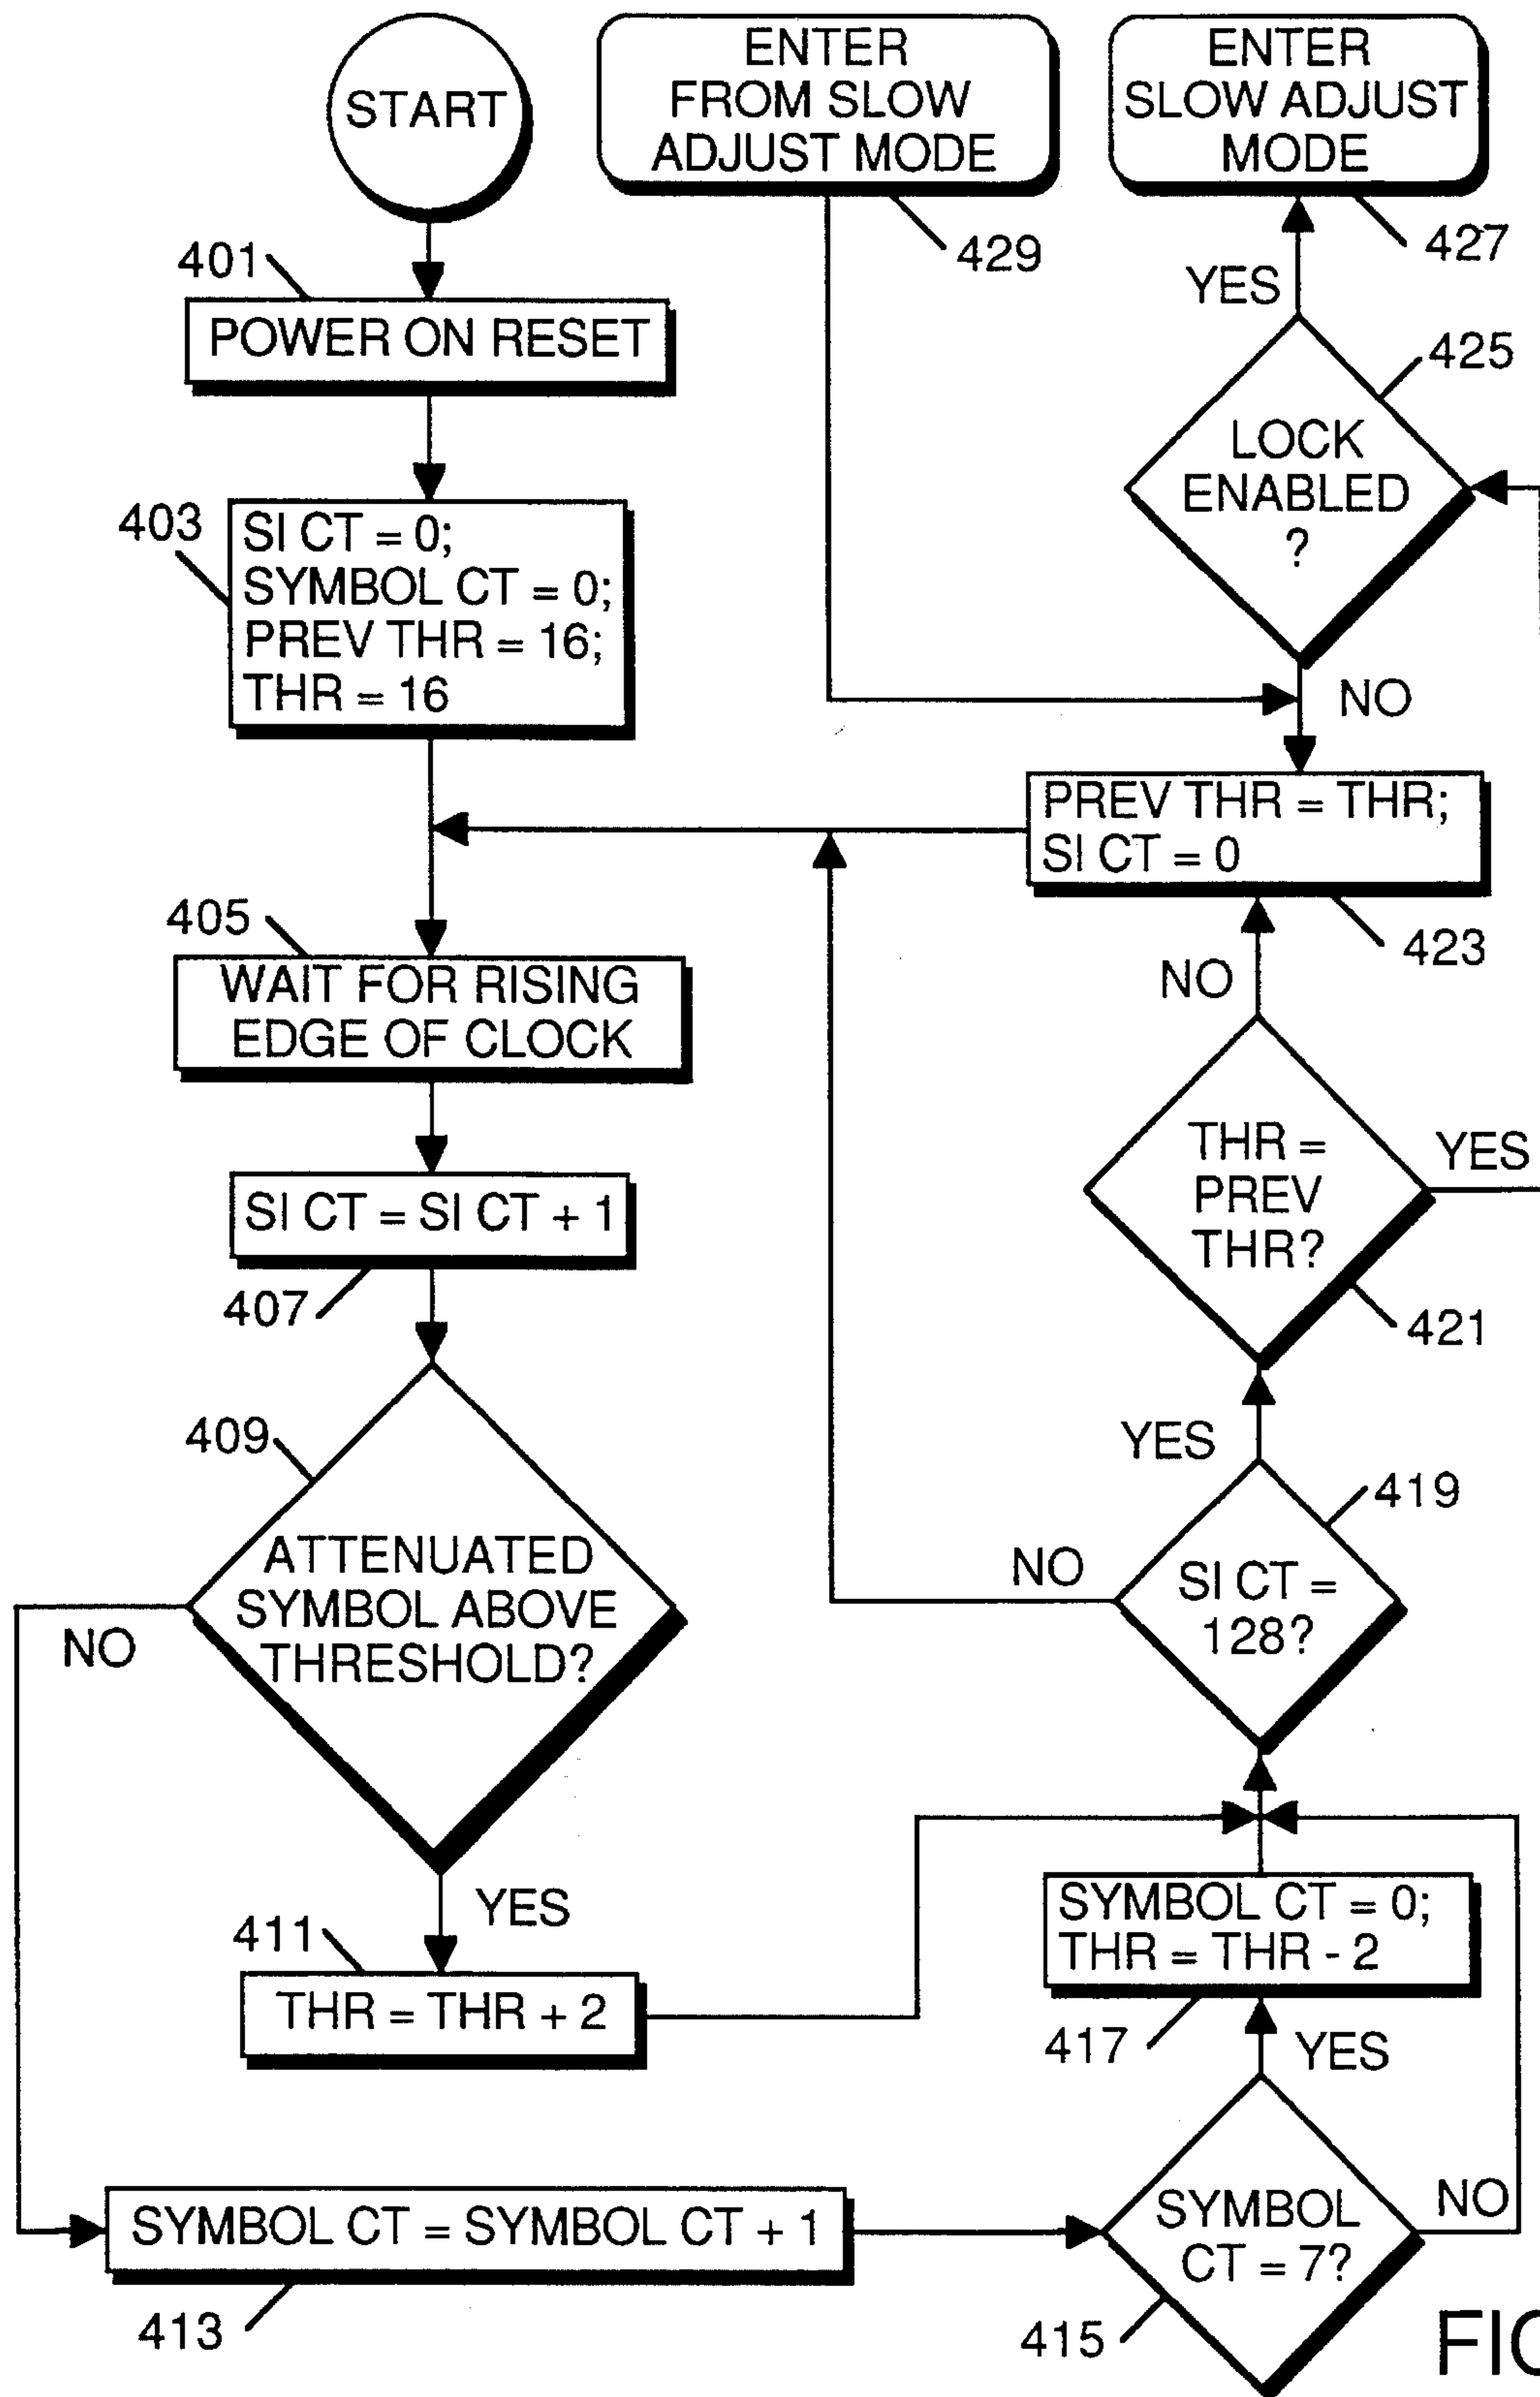 START
ENTER
FROM SLOW
ADJUST MODE
429
ENTER
SLOW ADJUST
MODE
427
401
POWER ON RESET
YES
425
LOCK
ENABLED
?
NO
403
SI CT = 0;
SYMBOL CT = 0;
PREV THR = 16;
THR = 16
PREV THR = THR;
SI CT = 0
423
405
WAIT FOR RISING
EDGE OF CLOCK
NO
THR =
PREV
THR?
YES
421
SI CT = SI CT + 1
407
YES
419
SI CT =
128?
NO
409
ATTENUATED
SYMBOL ABOVE
THRESHOLD?
NO
YES
411
THR = THR + 2
SYMBOL CT = 0;
THR = THR - 2
417
YES
SYMBOL CT = SYMBOL CT + 1
413
SYMBOL
CT = 7?
NO
415